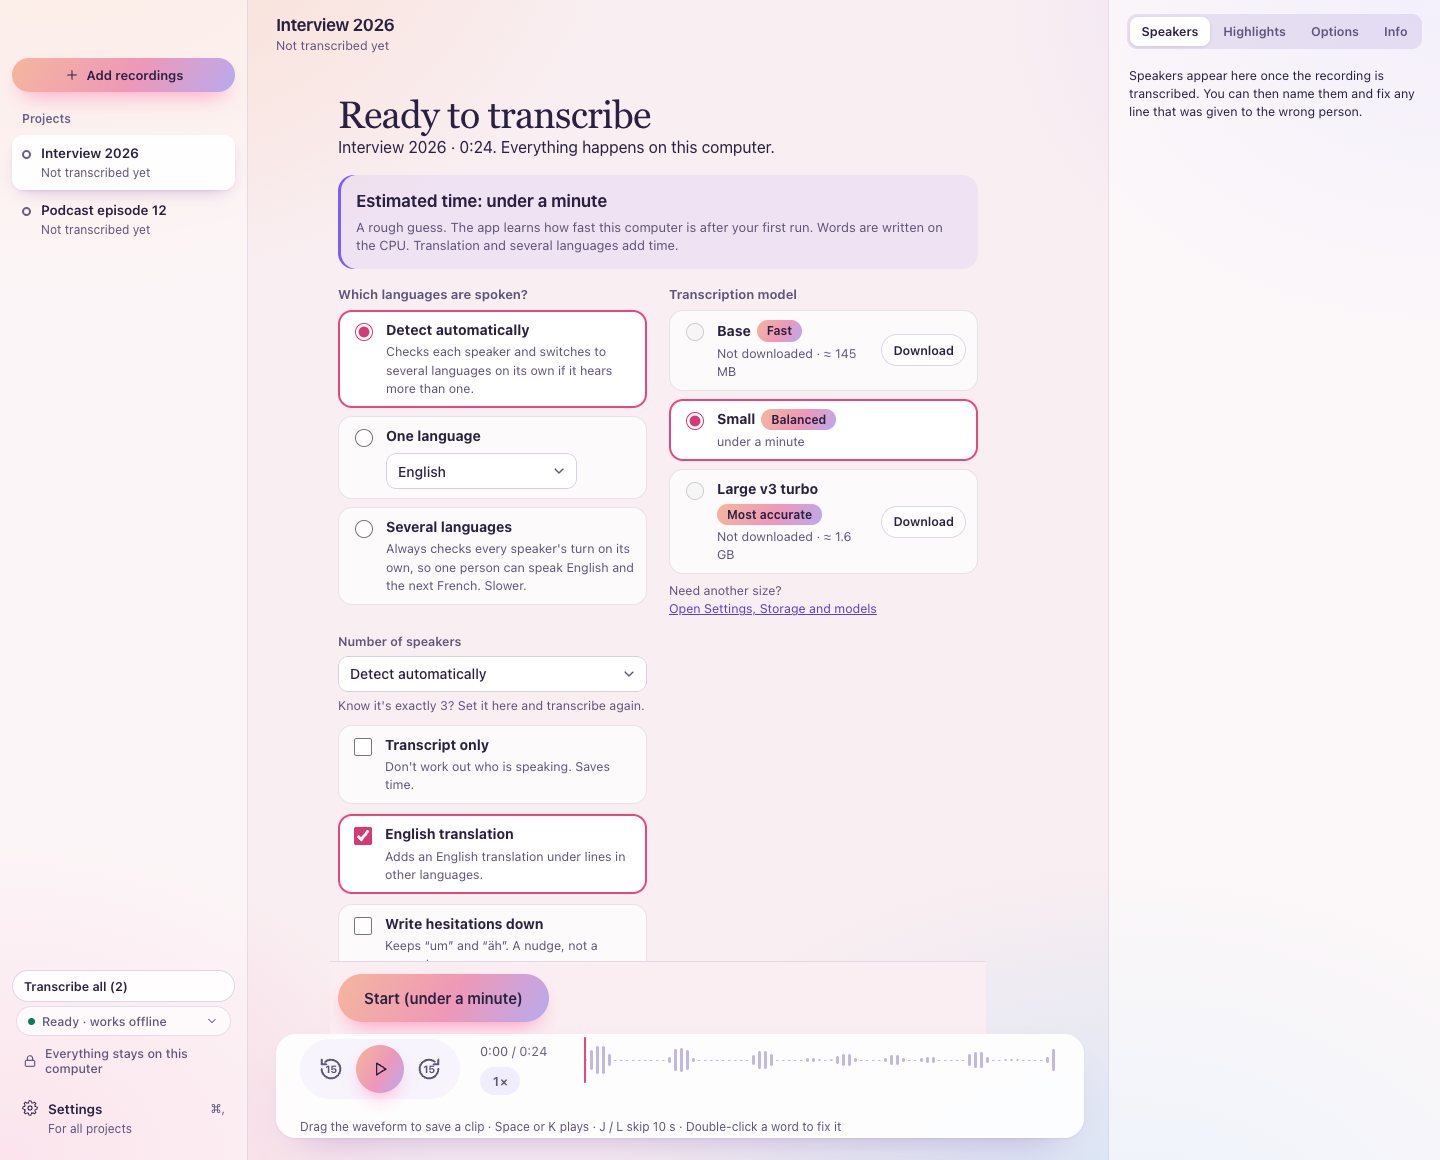 Interview 2026
Not transcribed yet
Add recordings
Projects
Interview 2026
Not transcribed yet
Podcast episode 12
Not transcribed yet
Transcribe all (2)
Ready · works offline
Everything stays on this
computer
Settings
⌘,
For all projects
Ready to transcribe
Interview 2026 · 0:24. Everything happens on this computer.
Estimated time: under a minute
A rough guess. The app learns how fast this computer is after your first run. Words are written on
the CPU. Translation and several languages add time.
Which languages are spoken?
Detect automatically
Checks each speaker and switches to
several languages on its own if it hears
more than one.
One language
English
Several languages
Always checks every speaker's turn on its
own, so one person can speak English and
the next French. Slower.
Transcription model
Base Fast
Not downloaded · ≈ 145
MB
Download
Small Balanced
under a minute
Large v3 turbo
Most accurate
Not downloaded · ≈ 1.6
GB
Download
Need another size?
Open Settings, Storage and models
Number of speakers
Detect automatically
Know it's exactly 3? Set it here and transcribe again.
Transcript only
Don't work out who is speaking. Saves
time.
English translation
Adds an English translation under lines in
other languages.
Write hesitations down
Keeps “um” and “äh”. A nudge, not a
Start (under a minute)
15
15
0:00 / 0:24
1×
Drag the waveform to save a clip · Space or K plays · J / L skip 10 s · Double-click a word to fix it
Speakers Highlights Options Info
Speakers appear here once the recording is
transcribed. You can then name them and fix any
line that was given to the wrong person.